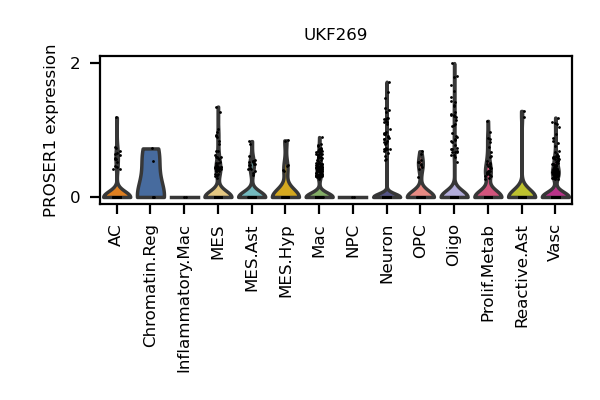 UKF269
PROSER1 expression
2
0
AC
Chromatin.Reg
Inflammatory.Mac
MES
MES.Ast
MES.Hyp
Mac
NPC
Neuron
OPC
Oligo
Prolif.Metab
Reactive.Ast
Vasc